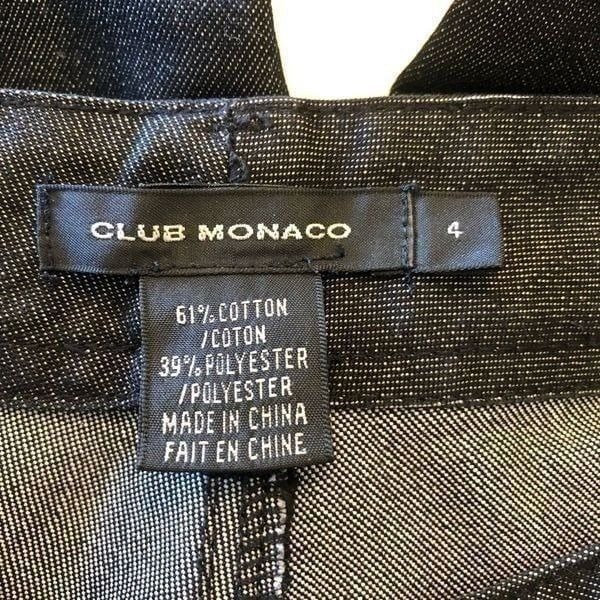 CLUB MONACO
4
61% COTTON
/COTON
39% POLYESTER
/POLYESTER
MADE IN CHINA
FAIT EN CHINE